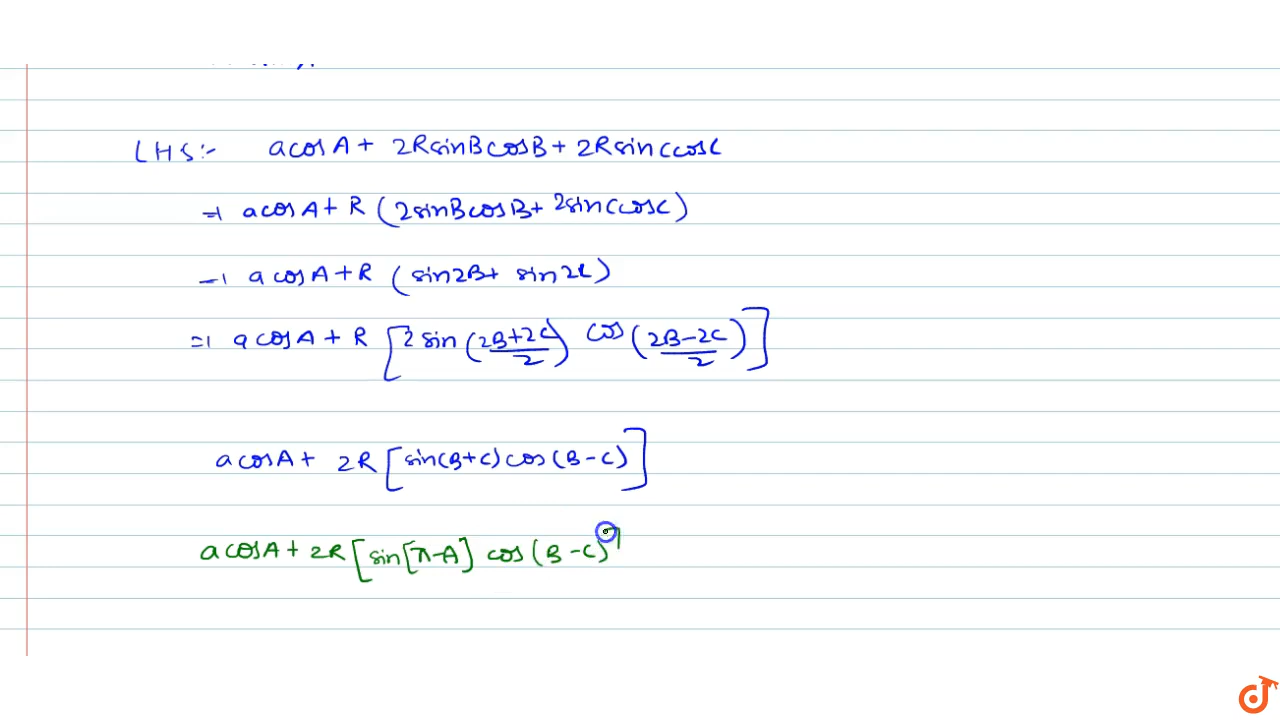 LHS:- acosA + 2RsinBcosB + 2RsinCcosC
⇒ acosA + R (2sinBcosB + 2sinCcosC)
⇒ acosA + R (sin2B + sin2C)
⇒ acosA + R [2 sin (2B+2C/2) cos (2B-2C/2)]
acosA + 2R [sin(B+C) cos(B-C)]
acosA + 2R [sin[π-A] cos(B-C)]